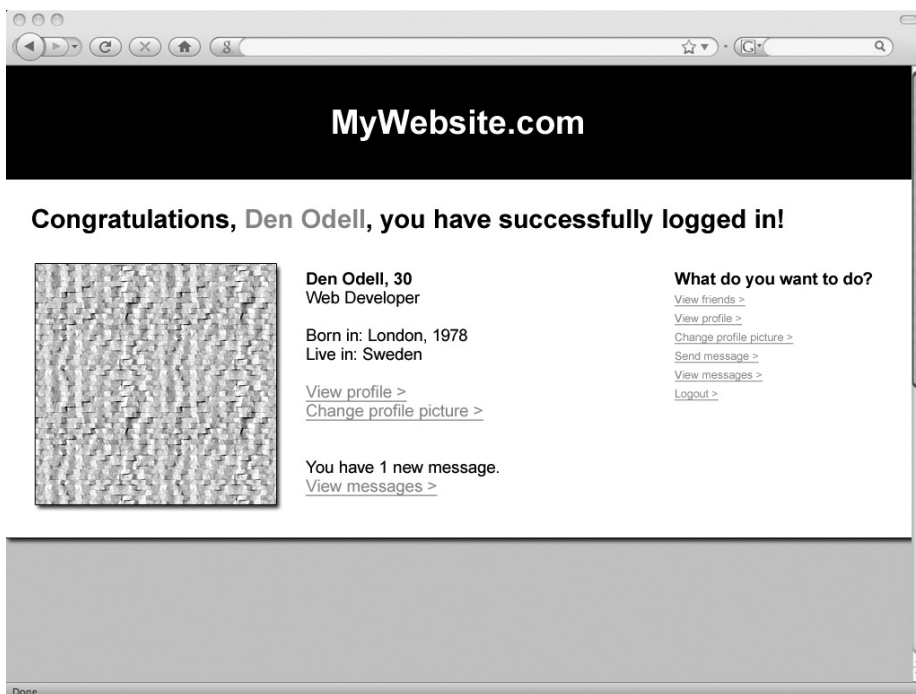 MyWebsite.com
Congratulations, Den Odell, you have successfully logged in!
Den Odell, 30
Web Developer
Born in: London, 1978
Live in: Sweden
View profile >
Change profile picture >
You have 1 new message.
View messages >
What do you want to do?
View friends >
View profile >
Change profile picture >
Send message >
View messages >
Logout >
Done